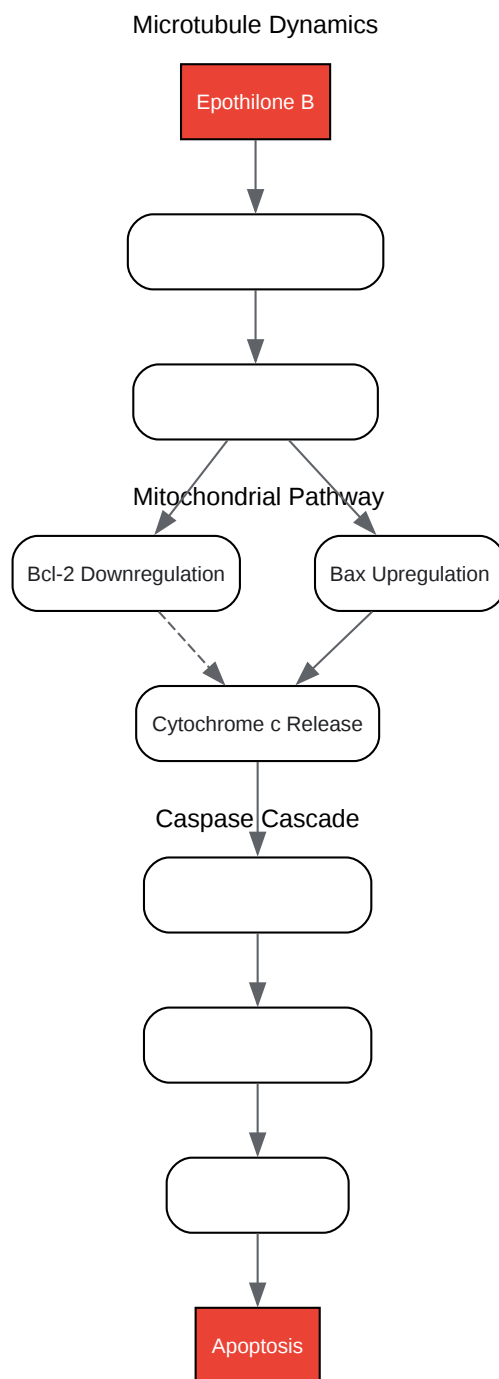 Microtubule Dynamics
Epothilone B
Mitochondrial Pathway
Bcl-2 Downregulation
Bax Upregulation
Cytochrome c Release
Caspase Cascade
Apoptosis